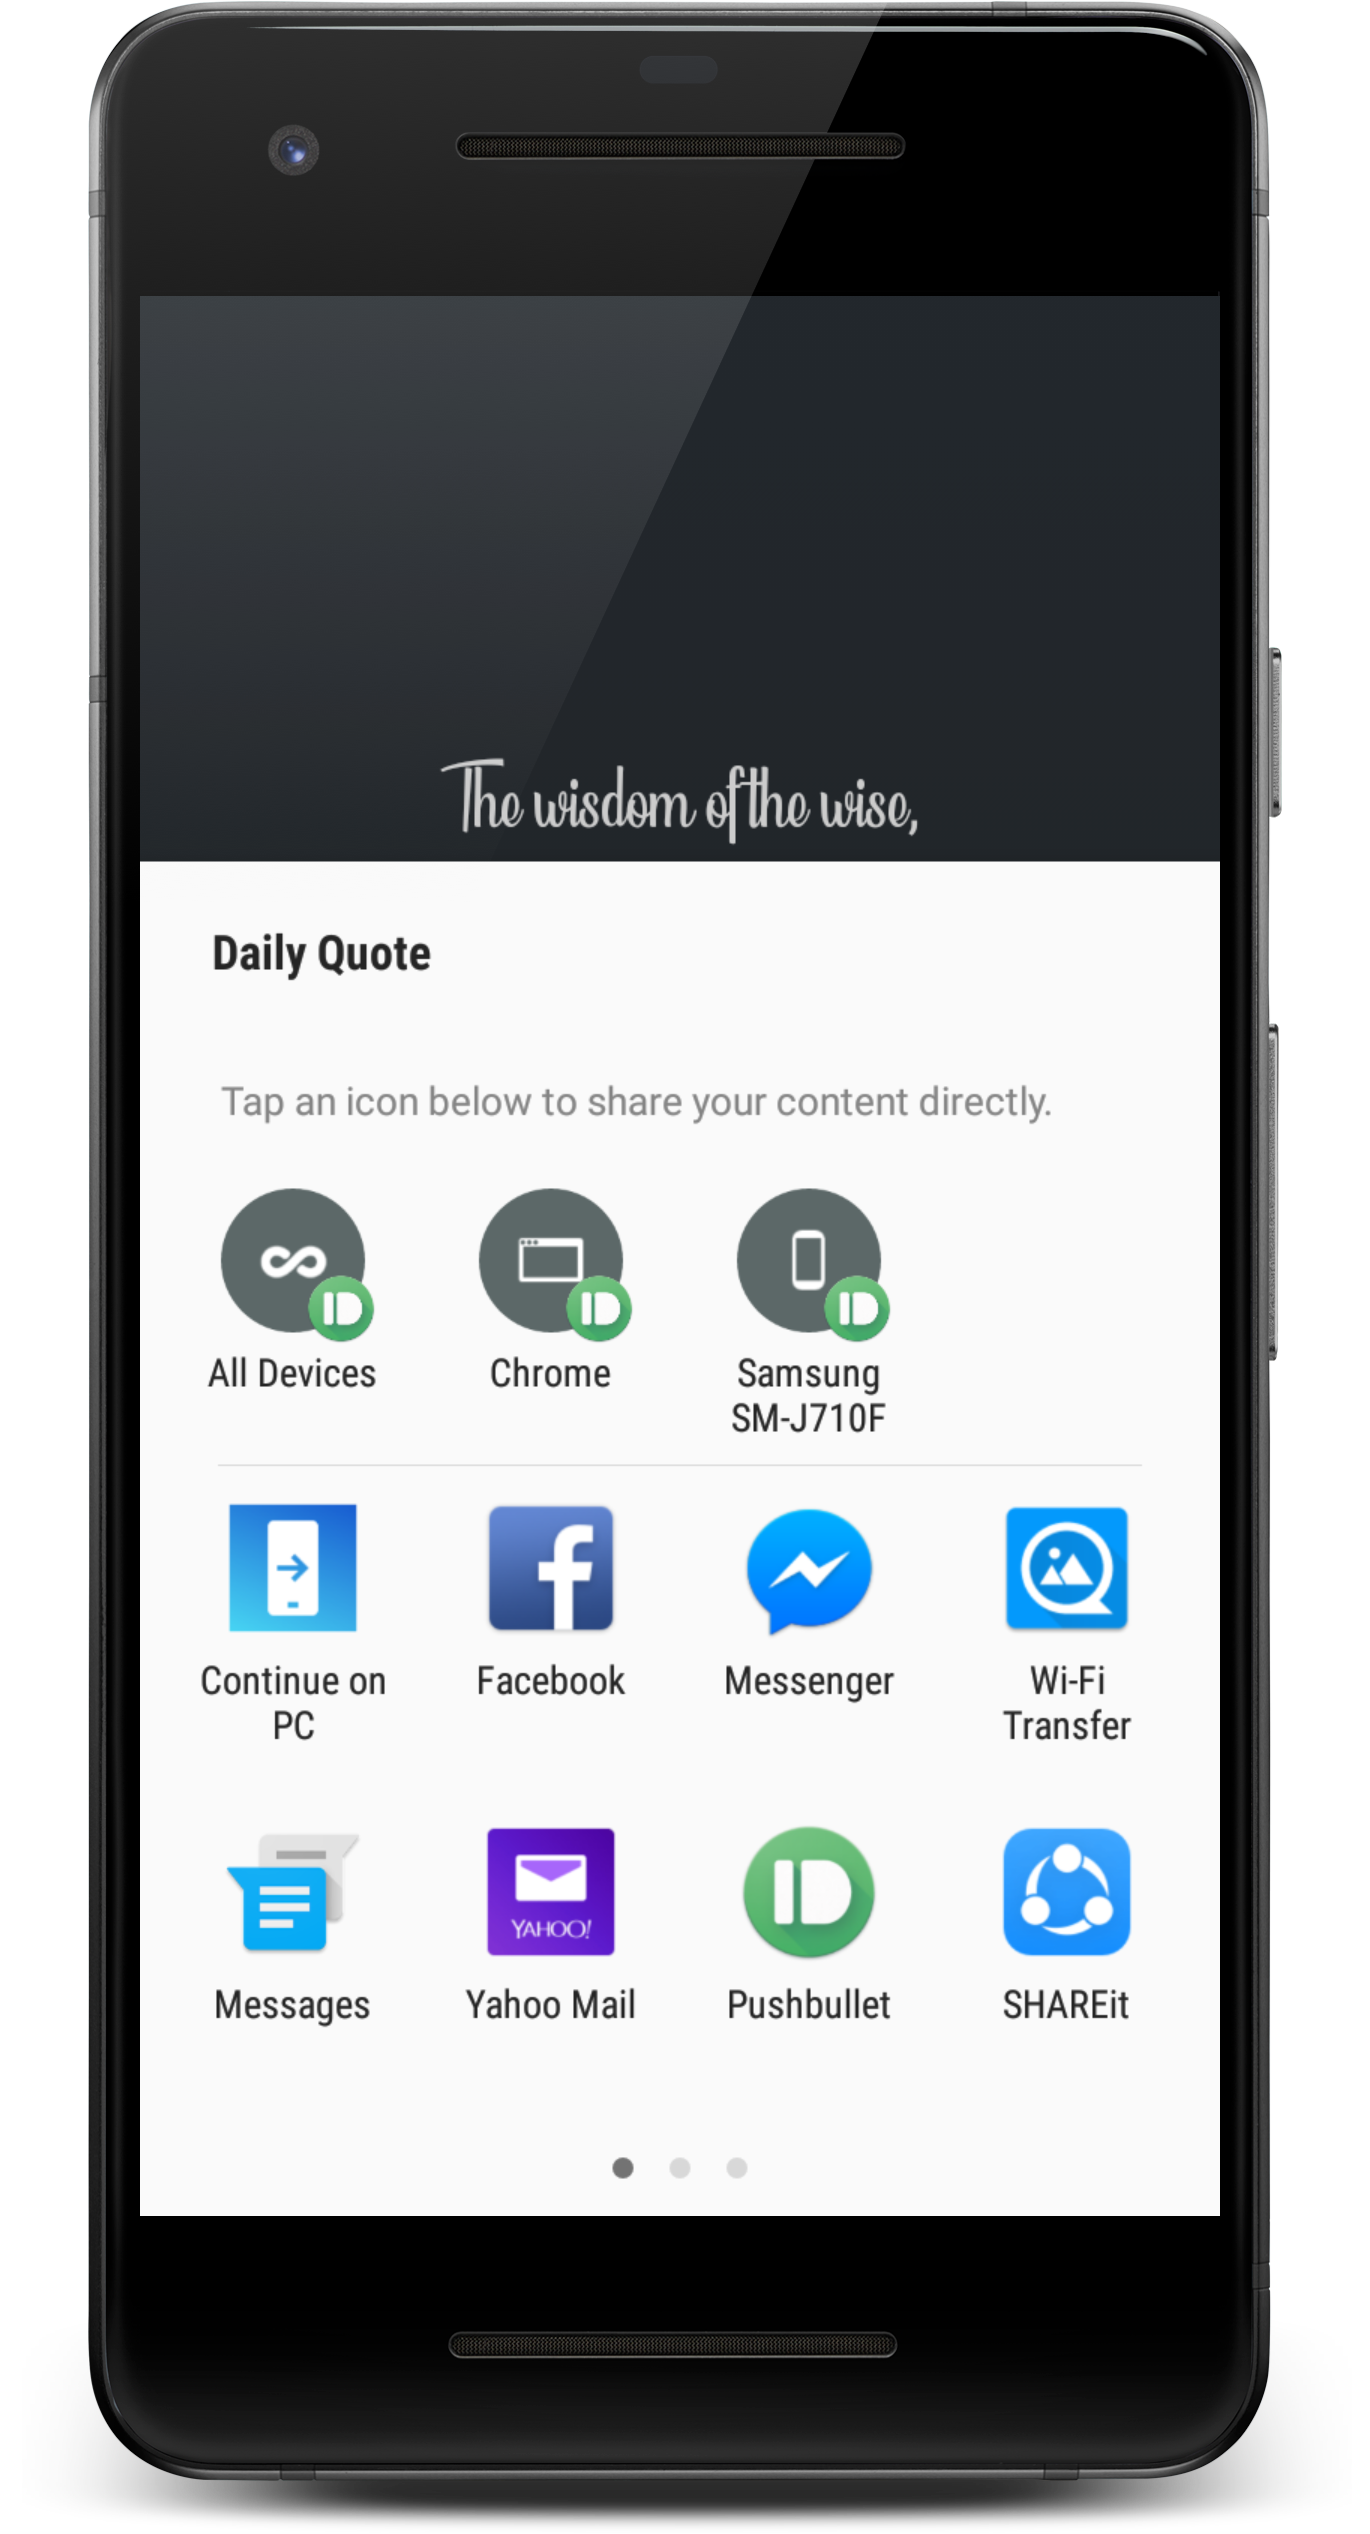 The wisdom of the wise,
Daily Quote
Tap an icon below to share your content directly.
All Devices
Chrome
Samsung
SM-J710F
Continue on
PC
Facebook
Messenger
Wi-Fi
Transfer
YAHOO!
Messages
Yahoo Mail
Pushbullet
SHAREit